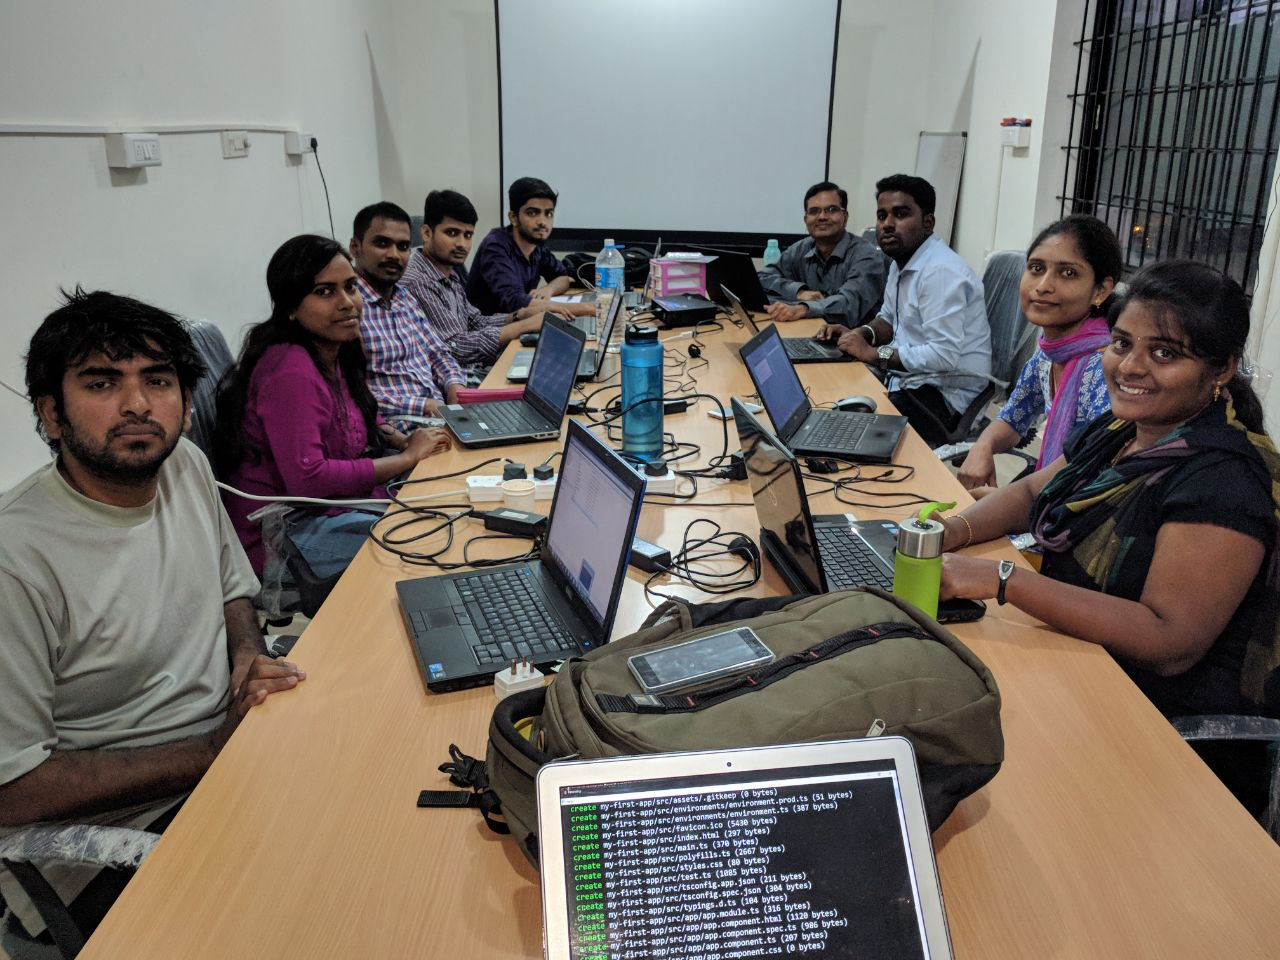 create my-first-app/src/assets/.gitkeep (0 bytes)
create my-first-app/src/environments/environment.prod.ts (51 bytes)
create my-first-app/src/environments/environment.ts (387 bytes)
create my-first-app/src/favicon.ico (5430 bytes)
create my-first-app/src/index.html (297 bytes)
create my-first-app/src/main.ts (370 bytes)
create my-first-app/src/polyfills.ts (2667 bytes)
create my-first-app/src/styles.css (80 bytes)
create my-first-app/src/test.ts (1085 bytes)
create my-first-app/src/tsconfig.app.json (211 bytes)
create my-first-app/src/tsconfig.spec.json (304 bytes)
create my-first-app/src/typings.d.ts (104 bytes)
create my-first-app/src/app/app.module.ts (316 bytes)
create my-first-app/src/app/app.component.html (1120 bytes)
create my-first-app/src/app/app.component.spec.ts (986 bytes)
create my-first-app/src/app/app.component.ts (207 bytes)
create my-first-app/src/app/app.component.css (0 bytes)